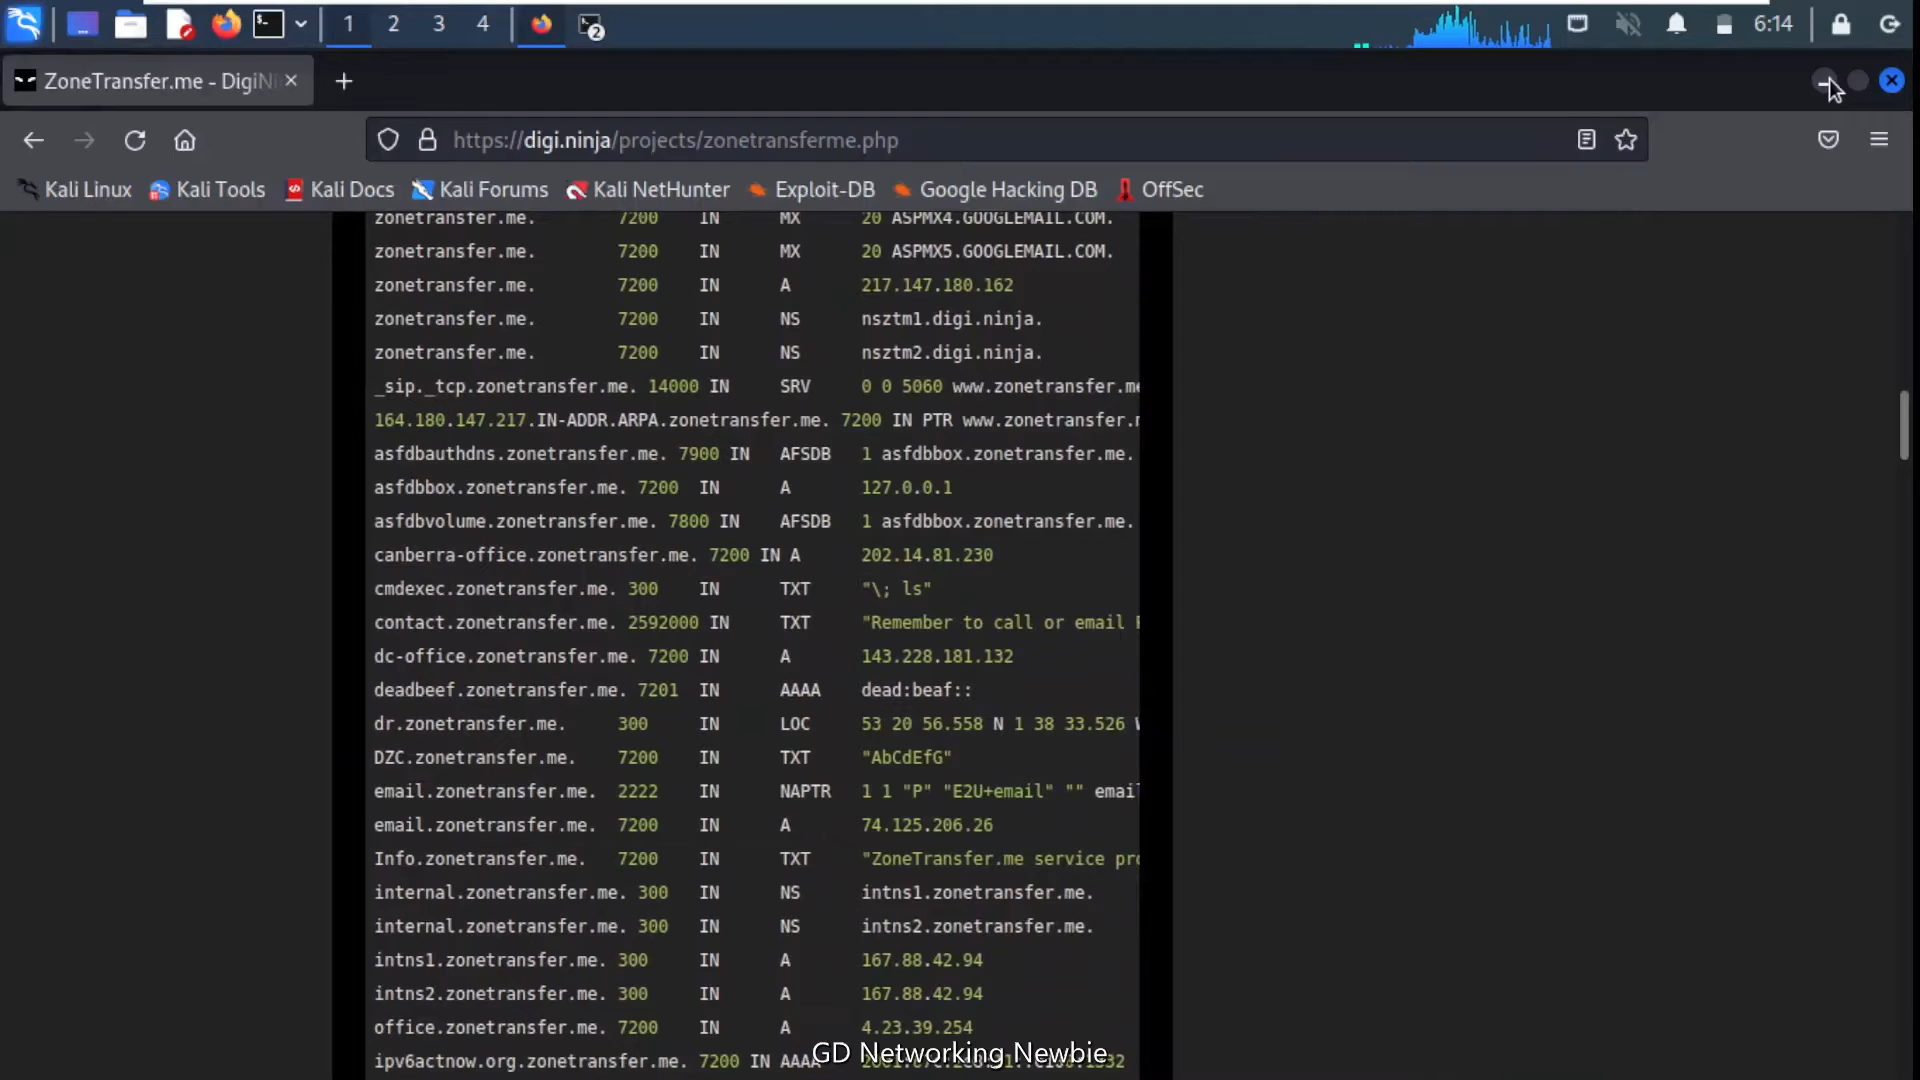 1 2 3 4 2 6:14
ZoneTransfer.me - DigiNi
https://digi.ninja/projects/zonetransferme.php
Kali Linux Kali Tools Kali Docs Kali Forums Kali NetHunter Exploit-DB Google Hacking DB OffSec
zonetransfer.me. 7200 IN MX 20 ASPMX4.GOOGLEMAIL.COM.
zonetransfer.me. 7200 IN MX 20 ASPMX5.GOOGLEMAIL.COM.
zonetransfer.me. 7200 IN A 217.147.180.162
zonetransfer.me. 7200 IN NS nsztm1.digi.ninja.
zonetransfer.me. 7200 IN NS nsztm2.digi.ninja.
_sip._tcp.zonetransfer.me. 14000 IN SRV 0 0 5060 www.zonetransfer.me
164.180.147.217.IN-ADDR.ARPA.zonetransfer.me. 7200 IN PTR www.zonetransfer.m
asfdbauthdns.zonetransfer.me. 7900 IN AFSDB 1 asfdbbox.zonetransfer.me.
asfdbbox.zonetransfer.me. 7200 IN A 127.0.0.1
asfdbvolume.zonetransfer.me. 7800 IN AFSDB 1 asfdbbox.zonetransfer.me.
canberra-office.zonetransfer.me. 7200 IN A 202.14.81.230
cmdexec.zonetransfer.me. 300 IN TXT "\; ls"
contact.zonetransfer.me. 2592000 IN TXT "Remember to call or email
dc-office.zonetransfer.me. 7200 IN A 143.228.181.132
deadbeef.zonetransfer.me. 7201 IN AAAA dead:beaf::
dr.zonetransfer.me. 300 IN LOC 53 20 56.558 N 1 38 33.526 W
DZC.zonetransfer.me. 7200 IN TXT "AbCdEfG"
email.zonetransfer.me. 2222 IN NAPTR 1 1 "P" "E2U+email" "" email
email.zonetransfer.me. 7200 IN A 74.125.206.26
Info.zonetransfer.me. 7200 IN TXT "ZoneTransfer.me service pro
internal.zonetransfer.me. 300 IN NS intns1.zonetransfer.me.
internal.zonetransfer.me. 300 IN NS intns2.zonetransfer.me.
intns1.zonetransfer.me. 300 IN A 167.88.42.94
intns2.zonetransfer.me. 300 IN A 167.88.42.94
office.zonetransfer.me. 7200 IN A 4.23.39.254
ipv6actnow.org.zonetransfer.me. 7200 IN AAAA
GD Networking Newbie